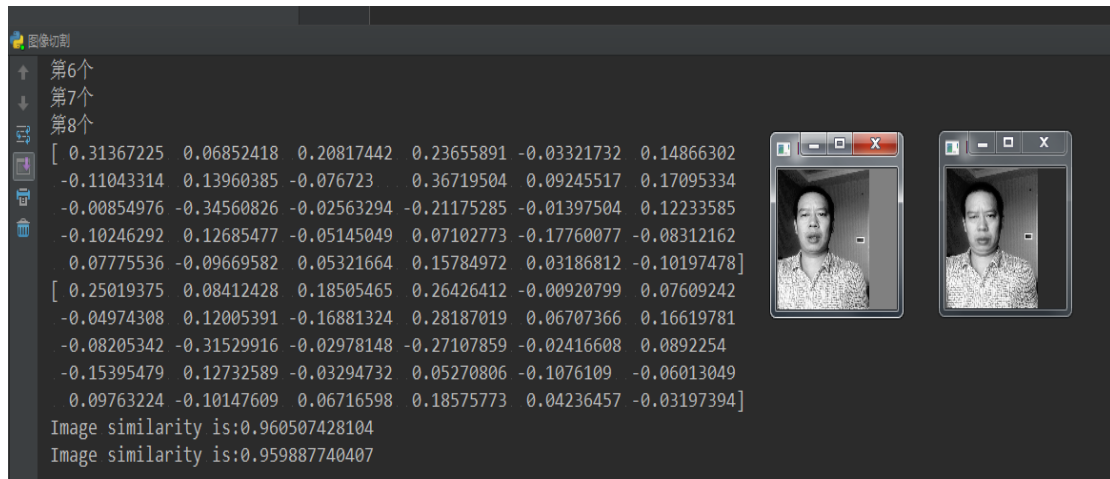 图像切割
第6个
第7个
第8个
[ 0.31367225 0.06852418 0.20817442 0.23655891 -0.03321732 0.14866302
-0.11043314 0.13960385 -0.076723 0.36719504 0.09245517 0.17095334
-0.00854976 -0.34560826 -0.02563294 -0.21175285 -0.01397504 0.12233585
-0.10246292 0.12685477 -0.05145049 0.07102773 -0.17760077 -0.08312162
0.07775536 -0.09669582 0.05321664 0.15784972 0.03186812 -0.10197478]
[ 0.25019375 0.08412428 0.18505465 0.26426412 -0.00920799 0.07609242
-0.04974308 0.12005391 -0.16881324 0.28187019 0.06707366 0.16619781
-0.08205342 -0.31529916 -0.02978148 -0.27107859 -0.02416608 0.0892254
-0.15395479 0.12732589 -0.03294732 0.05270806 -0.1076109 -0.06013049
0.09763224 -0.10147609 0.06716598 0.18575773 0.04236457 -0.03197394]
Image similarity is:0.960507428104
Image similarity is:0.959887740407